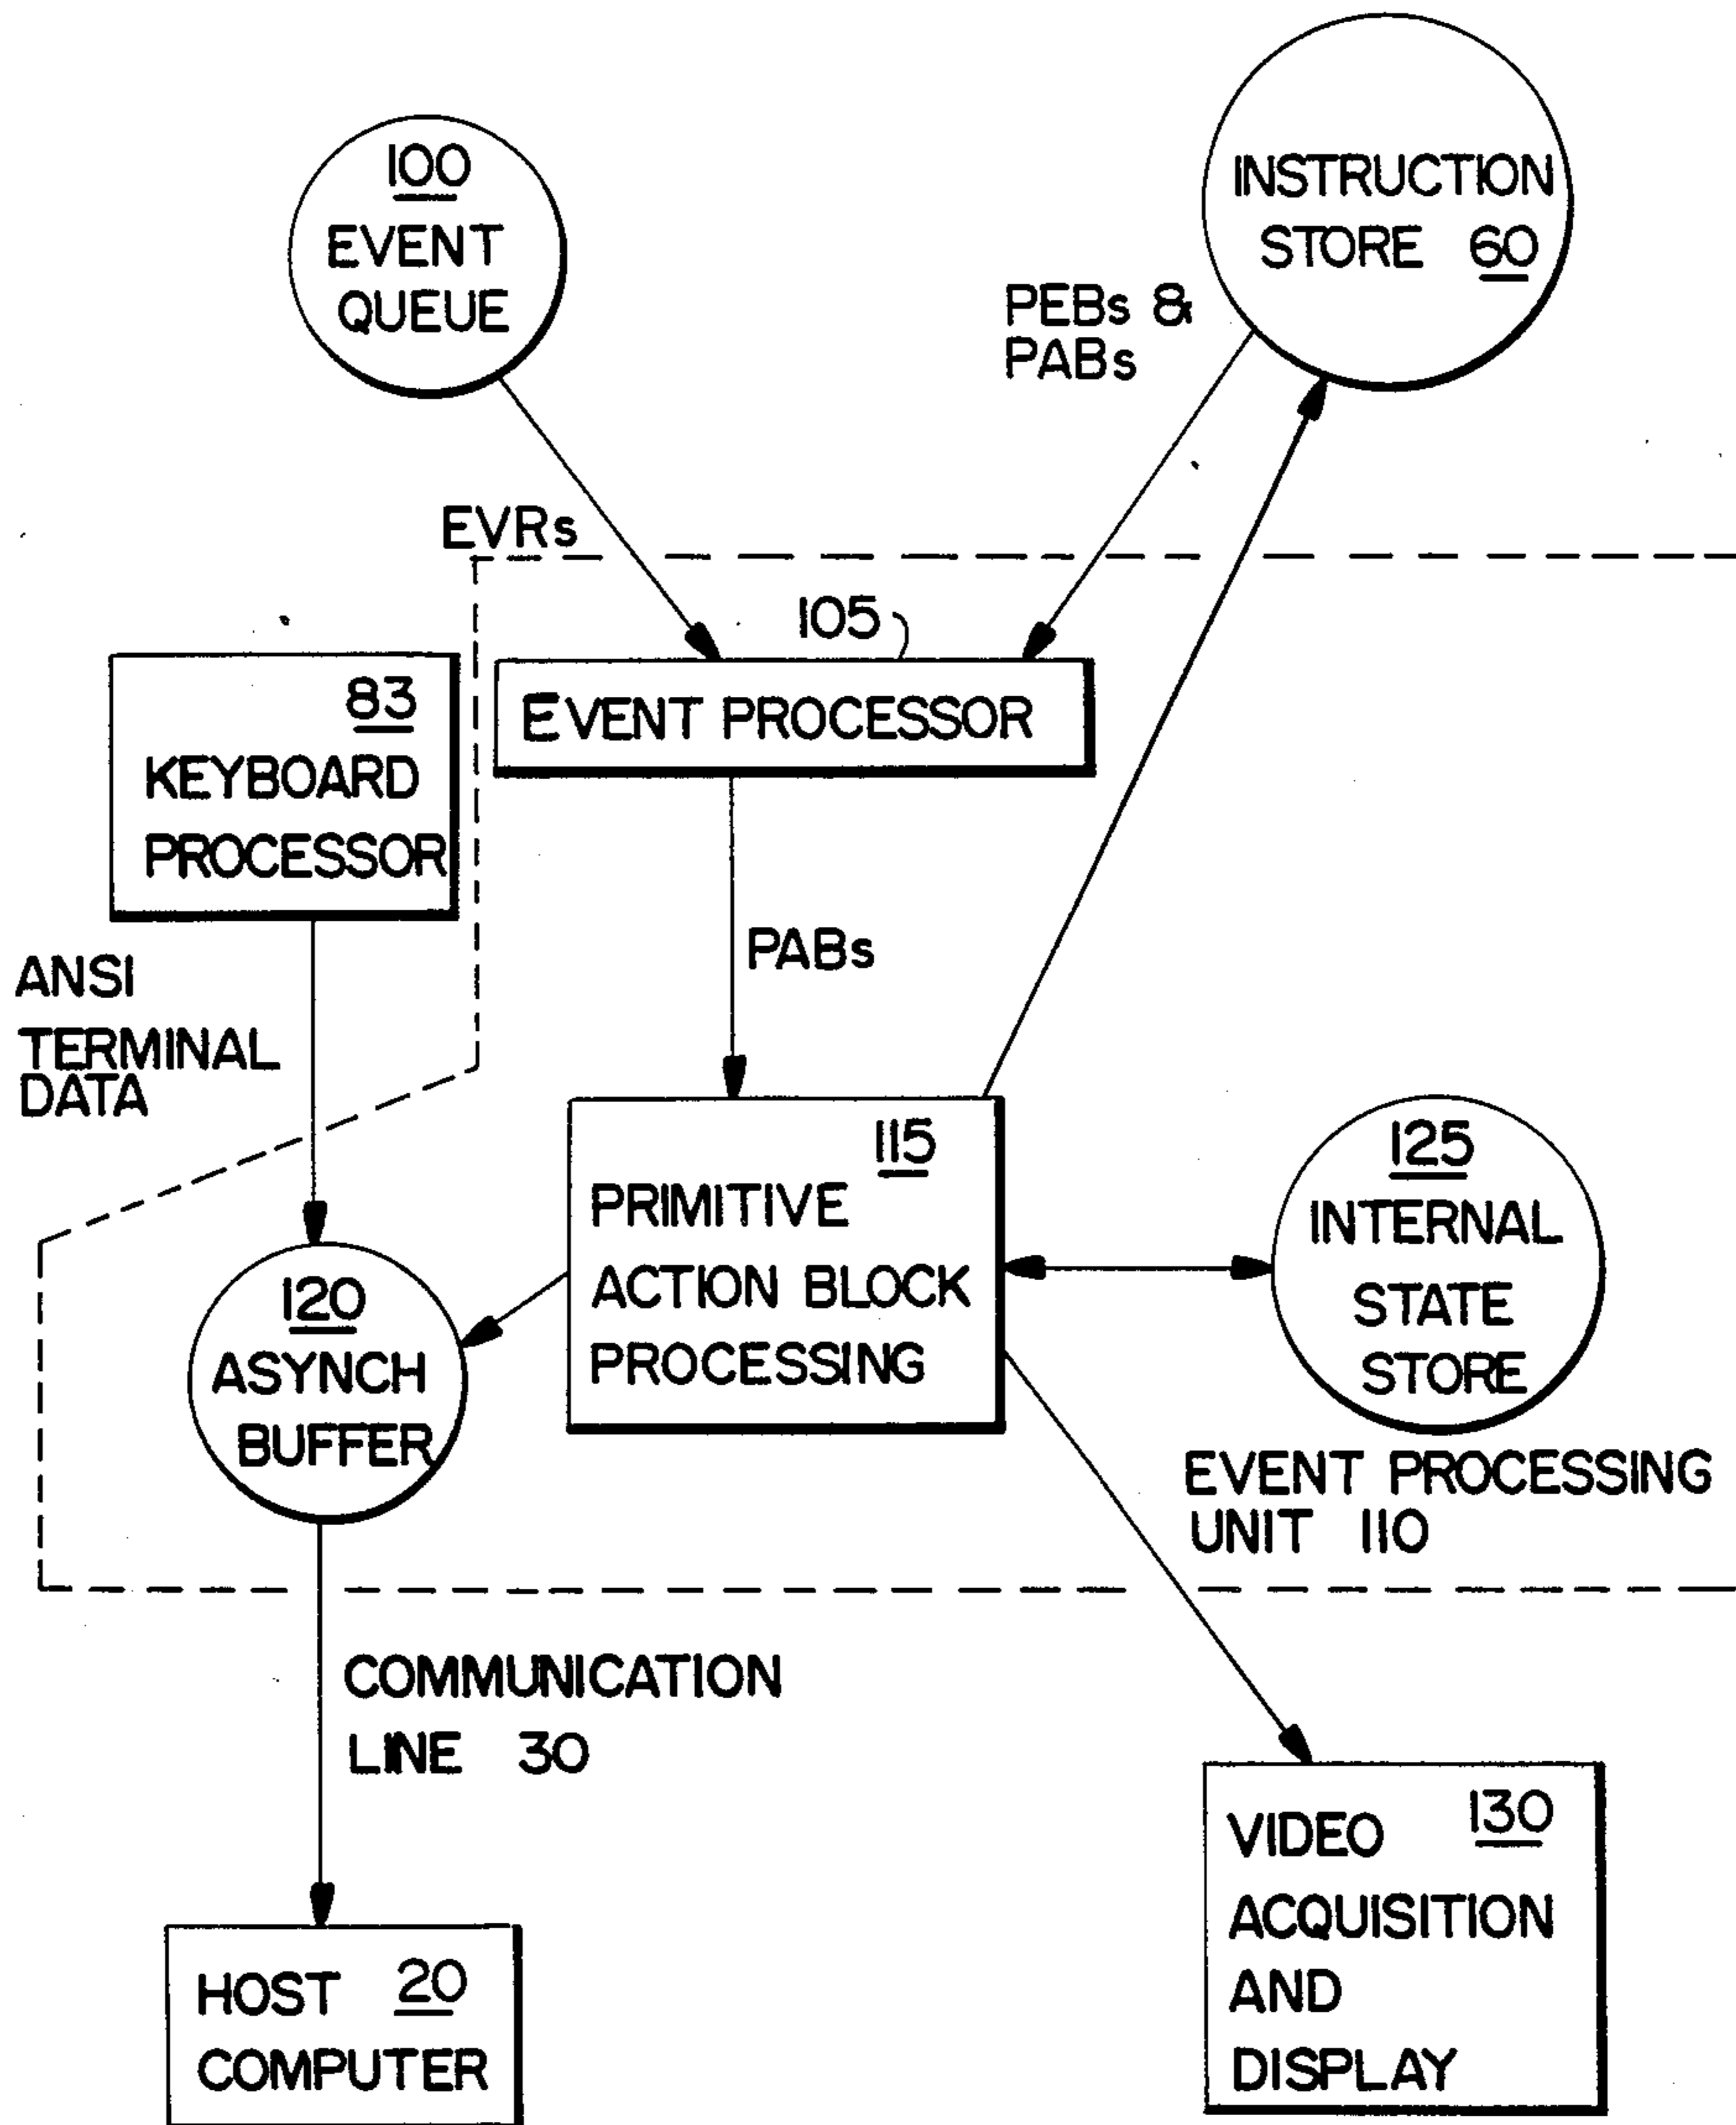 100
EVENT
QUEUE
INSTRUCTION
STORE 60
PEBs &
PABs
EVRs
105
EVENT PROCESSOR
83
KEYBOARD
PROCESSOR
PABs
ANSI
TERMINAL
DATA
115
PRIMITIVE
ACTION BLOCK
PROCESSING
125
INTERNAL
STATE
STORE
120
ASYNCH
BUFFER
EVENT PROCESSING
UNIT 110
COMMUNICATION
LINE 30
HOST 20
COMPUTER
VIDEO 130
ACQUISITION
AND
DISPLAY